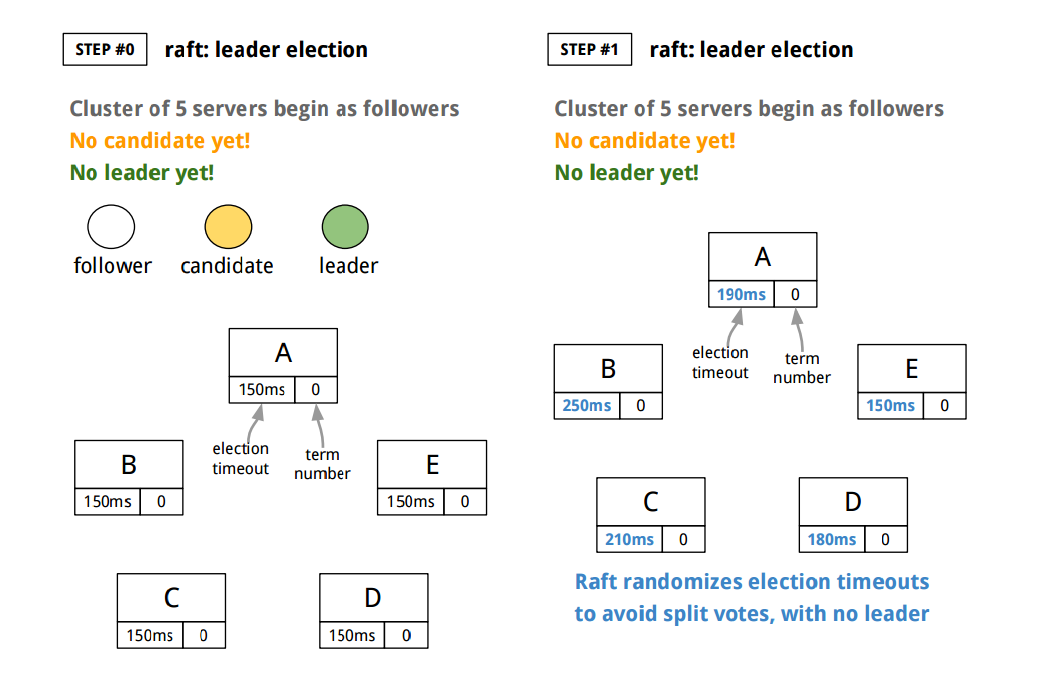 STEP #0
raft: leader election
Cluster of 5 servers begin as followers
No candidate yet!
No leader yet!
follower
candidate
leader
A
150ms
0
election
timeout
term
number
B
150ms
0
E
150ms
0
C
150ms
0
D
150ms
0
STEP #1
raft: leader election
Cluster of 5 servers begin as followers
No candidate yet!
No leader yet!
A
190ms
0
election
timeout
term
number
B
250ms
0
E
150ms
0
C
210ms
0
D
180ms
0
Raft randomizes election timeouts
to avoid split votes, with no leader